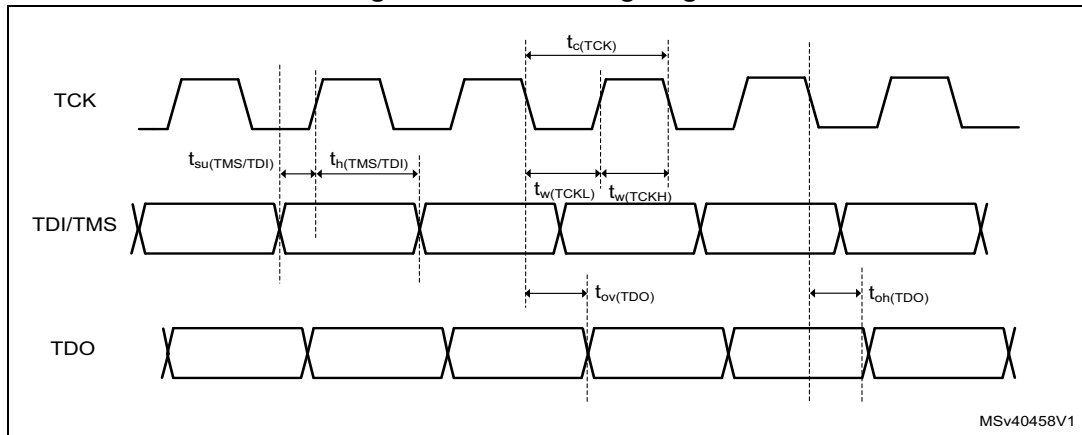 t_c(TCK)
TCK
t_su(TMS/TDI) t_h(TMS/TDI)
t_w(TCKL) t_w(TCKH)
TDI/TMS
t_ov(TDO) t_oh(TDO)
TDO
MSv40458V1